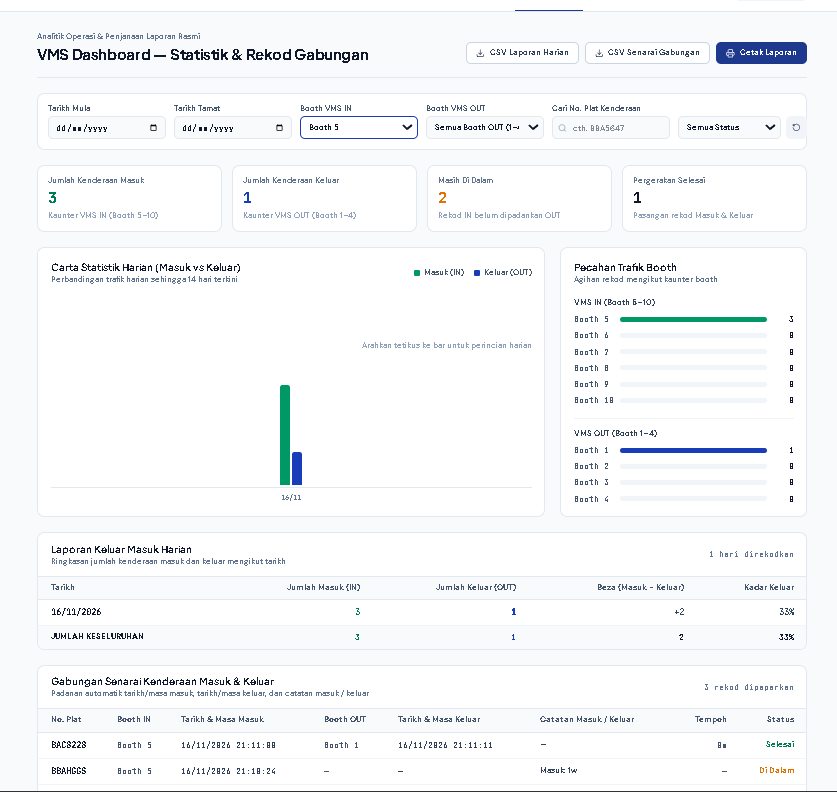 Analitik Operasi & Penjanaan Laporan Rasmi
VMS Dashboard — Statistik & Rekod Gabungan
CSV Laporan Harian
CSV Senarai Gabungan
Cetak Laporan
Tarikh Mula
Tarikh Tamat
Booth VMS IN
Booth VMS OUT
Cari No. Plat Kenderaan
dd/mm/yyyy
dd/mm/yyyy
Booth 5
Semua Booth OUT (1–
cth. BBA5647
Semua Status
Jumlah Kenderaan Masuk
3
Kaunter VMS IN (Booth 5–10)
Jumlah Kenderaan Keluar
1
Kaunter VMS OUT (Booth 1–4)
Masih Di Dalam
2
Rekod IN belum dipadankan OUT
Pergerakan Selesai
1
Pasangan rekod Masuk & Keluar
Carta Statistik Harian (Masuk vs Keluar)
Perbandingan trafik harian sehingga 14 hari terkini
Masuk (IN)
Keluar (OUT)
Arahkan tetikus ke bar untuk perincian harian
16/11
Pecahan Trafik Booth
Agihan rekod mengikut kaunter booth
VMS IN (Booth 5–10)
Booth 5 3
Booth 6 0
Booth 7 0
Booth 8 0
Booth 9 0
Booth 10 0
VMS OUT (Booth 1–4)
Booth 1 1
Booth 2 0
Booth 3 0
Booth 4 0
Laporan Keluar Masuk Harian
Ringkasan jumlah kenderaan masuk dan keluar mengikut tarikh
1 hari direkodkan
Tarikh Jumlah Masuk (IN) Jumlah Keluar (OUT) Beza (Masuk – Keluar) Kadar Keluar
16/11/2026 3 1 +2 33%
JUMLAH KESELURUHAN 3 1 2 33%
Gabungan Senarai Kenderaan Masuk & Keluar
Padanan automatik tarikh/masa masuk, tarikh/masa keluar, dan catatan masuk / keluar
3 rekod dipaparkan
No. Plat Booth IN Tarikh & Masa Masuk Booth OUT Tarikh & Masa Keluar Catatan Masuk / Keluar Tempoh Status
BAC8228 Booth 5 16/11/2026 21:11:00 Booth 1 16/11/2026 21:11:11 — 0m Selesai
BBAHGGS Booth 5 16/11/2026 21:10:24 — — Masuk: 1w — Di Dalam